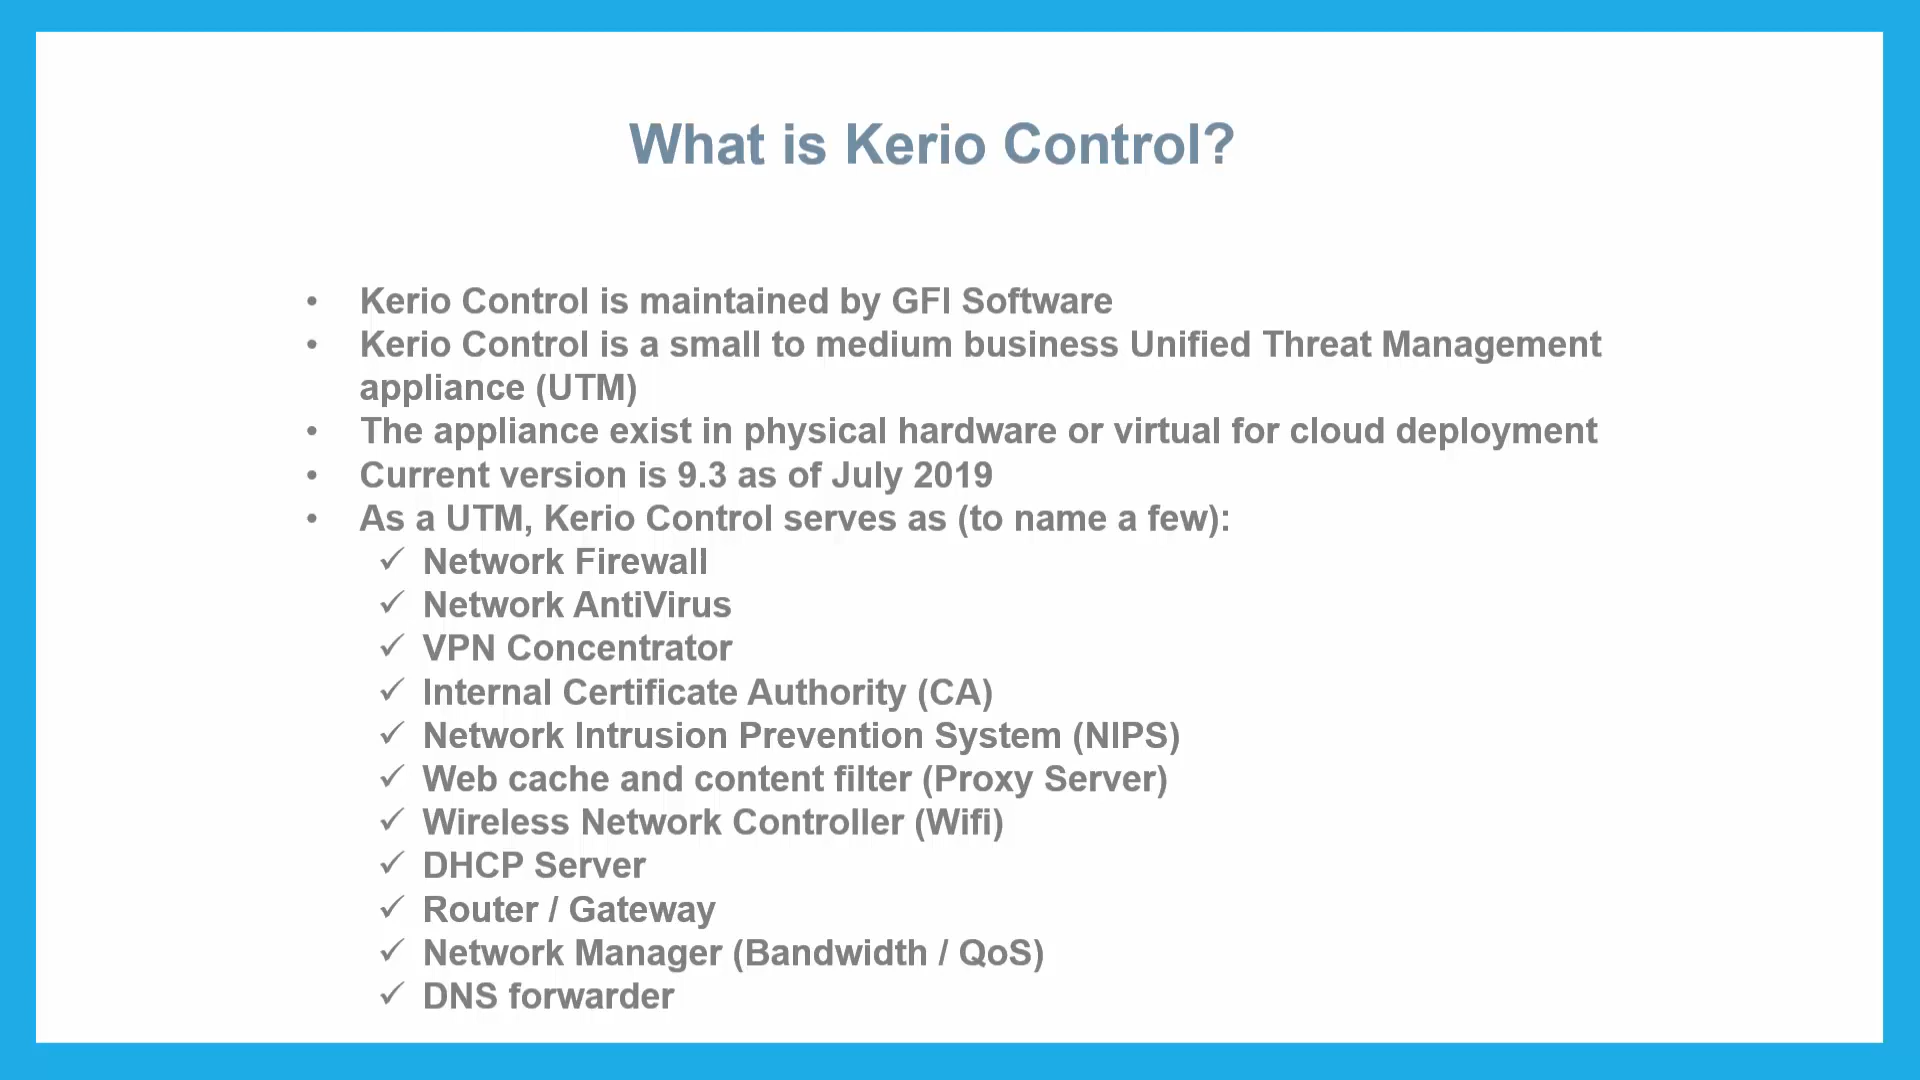 What is Kerio Control?
• Kerio Control is maintained by GFI Software
• Kerio Control is a small to medium business Unified Threat Management
appliance (UTM)
• The appliance exist in physical hardware or virtual for cloud deployment
• Current version is 9.3 as of July 2019
• As a UTM, Kerio Control serves as (to name a few):
✓ Network Firewall
✓ Network AntiVirus
✓ VPN Concentrator
✓ Internal Certificate Authority (CA)
✓ Network Intrusion Prevention System (NIPS)
✓ Web cache and content filter (Proxy Server)
✓ Wireless Network Controller (Wifi)
✓ DHCP Server
✓ Router / Gateway
✓ Network Manager (Bandwidth / QoS)
✓ DNS forwarder